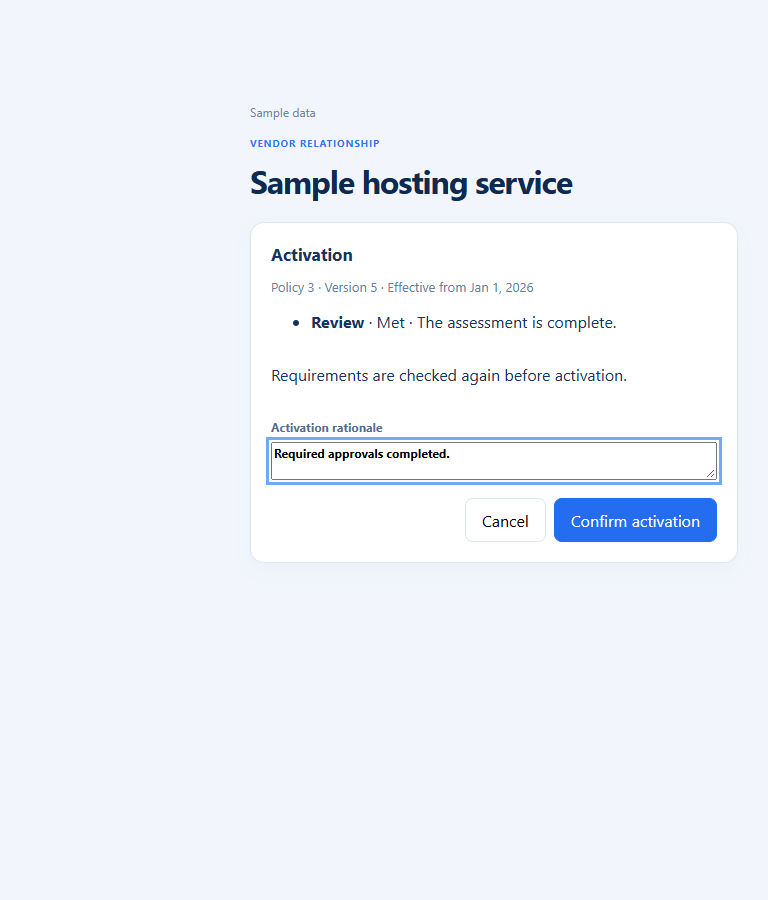 Sample data
VENDOR RELATIONSHIP
Sample hosting service
Activation
Policy 3 · Version 5 · Effective from Jan 1, 2026
• Review · Met · The assessment is complete.
Requirements are checked again before activation.
Activation rationale
Required approvals completed.
Cancel
Confirm activation